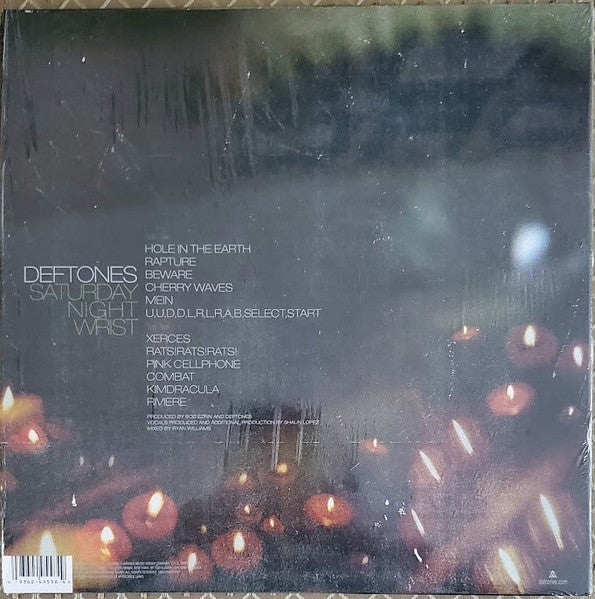 DEFTONES
SATURDAY
NIGHT
WRIST
HOLE IN THE EARTH
RAPTURE
BEWARE
CHERRY WAVES
MEIN
U,U,D,D,L,R,L,R,A,B,SELECT,START
XERCES
RATS!RATS!RATS!
PINK CELLPHONE
COMBAT
KIMDRACULA
RIVIERE
PRODUCED BY BOB EZRIN AND DEFTONES
VOCALS PRODUCED AND ADDITIONAL PRODUCTION BY SHAUN LOPEZ
MIXED BY RYAN WILLIAMS
deftones.com